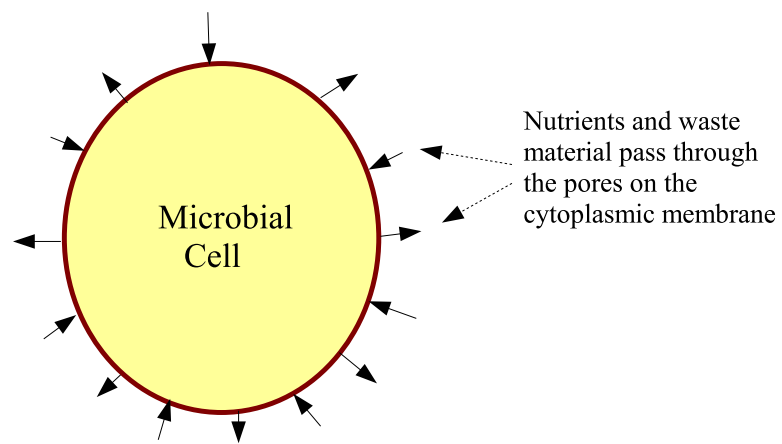 Nutrients and waste
material pass through
the pores on the
cytoplasmic membrane
Microbial
Cell